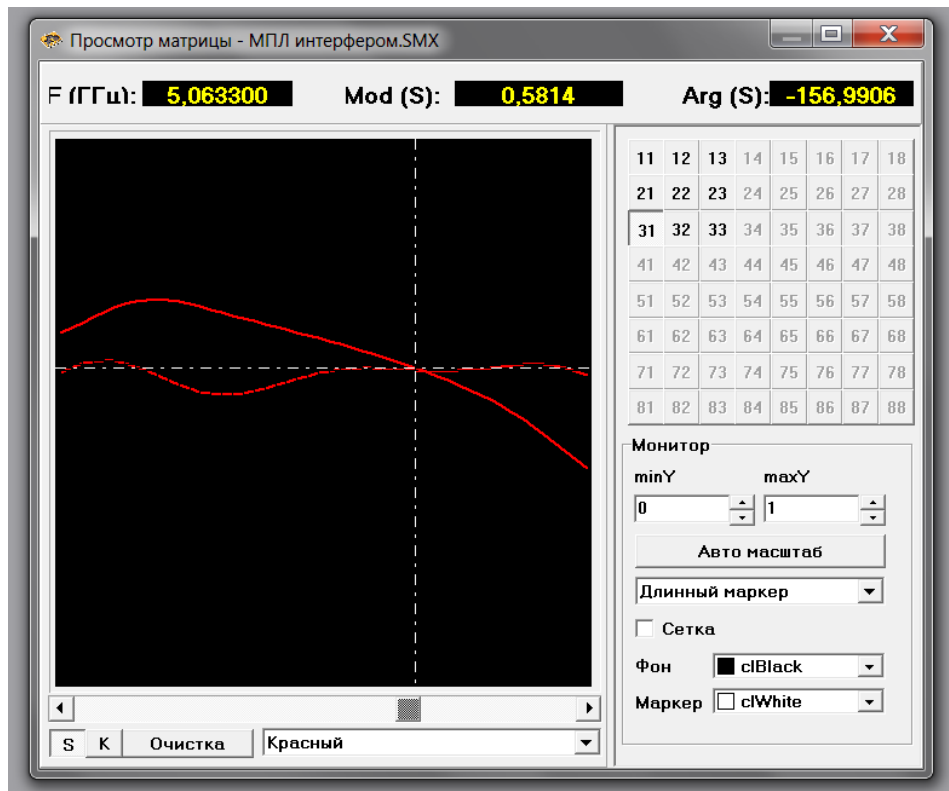 Просмотр матрицы - МПЛ интерфером.SMX
F (ГГц): 5,063300 Mod (S): 0,5814 Arg (S): -156,9906
11 12 13 14 15 16 17 18
21 22 23 24 25 26 27 28
31 32 33 34 35 36 37 38
41 42 43 44 45 46 47 48
51 52 53 54 55 56 57 58
61 62 63 64 65 66 67 68
71 72 73 74 75 76 77 78
81 82 83 84 85 86 87 88
Монитор
minY maxY
0 1
Авто масштаб
Длинный маркер
Сетка
Фон clBlack
Маркер clWhite
S K Очистка Красный